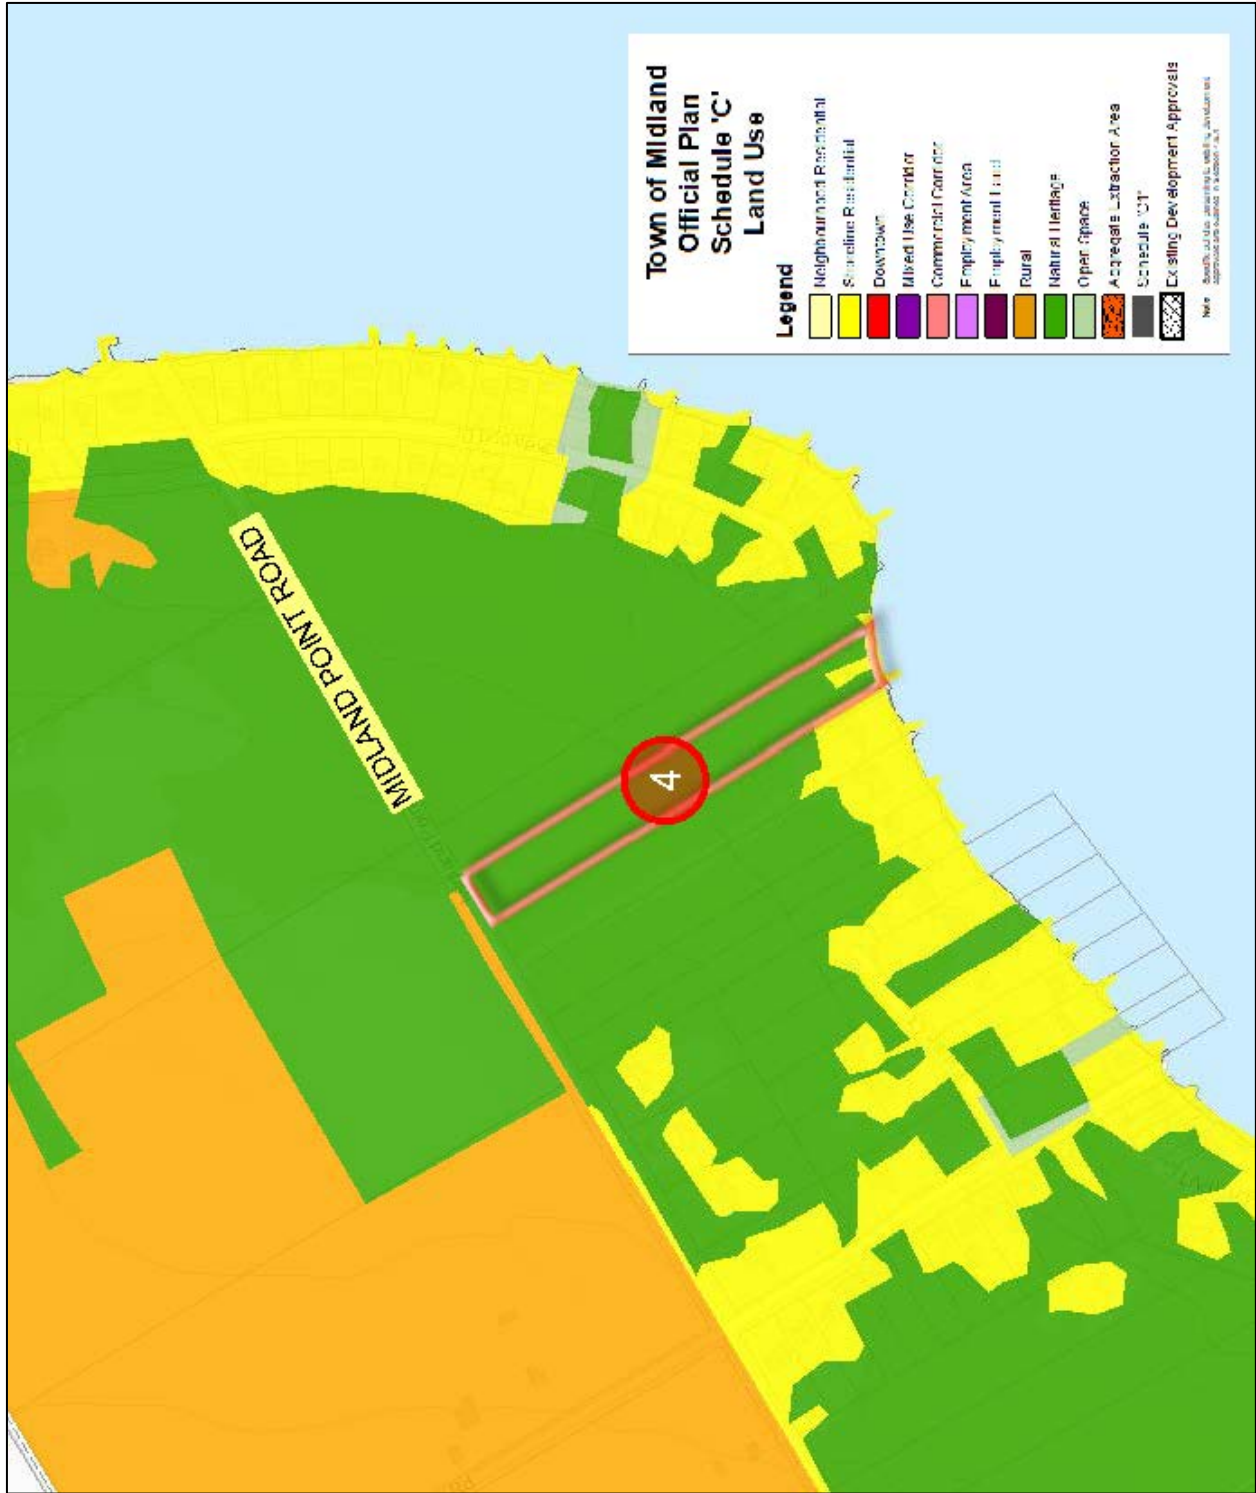 Town of Midland
Official Plan
Schedule 'C'
Land Use
Legend
Neighbourhood Residential
Shoreline Residential
Downtown
Mixed Use Corridor
Commercial Corridor
Employment Area
Employment Land
Rural
Natural Heritage
Open Space
Aggregate Extraction Area
Schedule 'C1'
Existing Development Approvals
Note
MIDLAND POINT ROAD
4